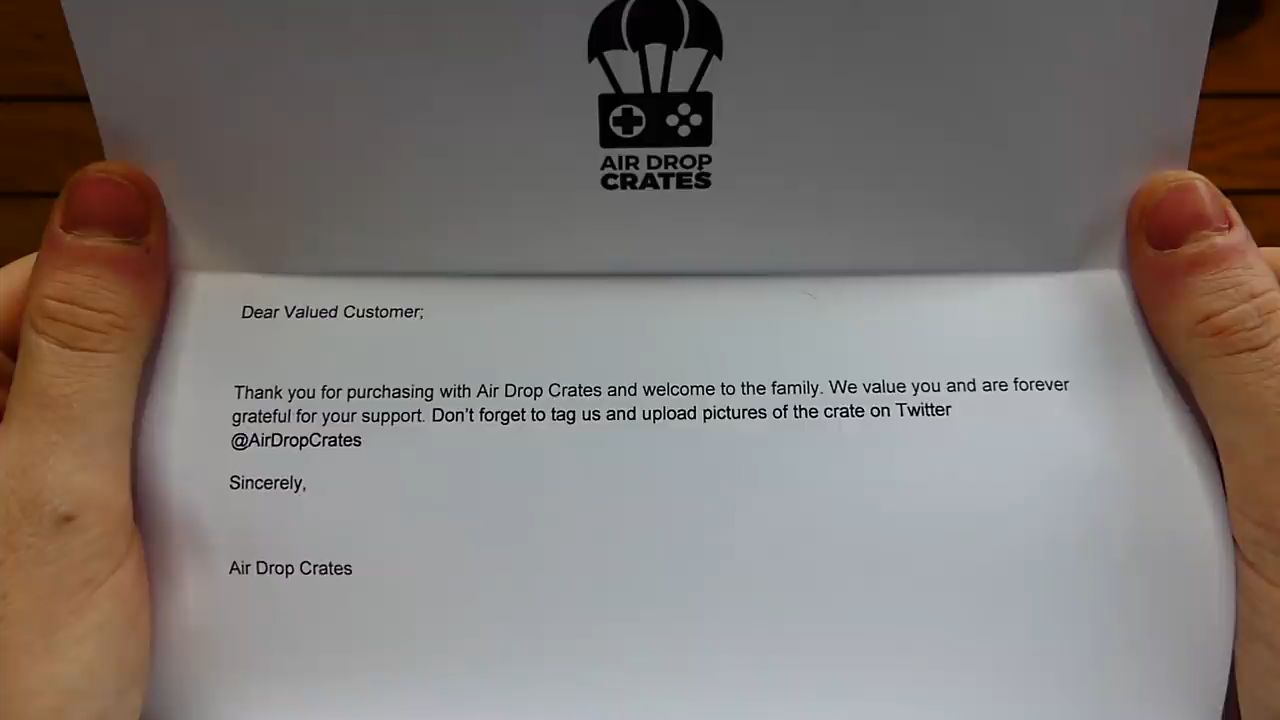 AIR DROP
CRATES
Dear Valued Customer;
Thank you for purchasing with Air Drop Crates and welcome to the family. We value you and are forever
grateful for your support. Don't forget to tag us and upload pictures of the crate on Twitter
@AirDropCrates
Sincerely,
Air Drop Crates